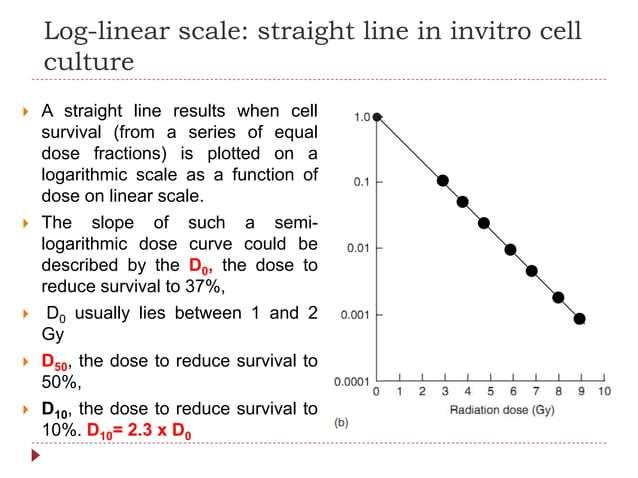 Log-linear scale: straight line in invitro cell
culture
A straight line results when cell
survival (from a series of equal
dose fractions) is plotted on a
logarithmic scale as a function of
dose on linear scale.
The slope of such a semi-
logarithmic dose curve could be
described by the D₀, the dose to
reduce survival to 37%,
D₀ usually lies between 1 and 2
Gy
D₅₀, the dose to reduce survival to
50%,
D₁₀, the dose to reduce survival to
10%. D₁₀= 2.3 x D₀
1.0
0.1
0.01
0.001
0.0001
0 1 2 3 4 5 6 7 8 9 10
Radiation dose (Gy)
(b)